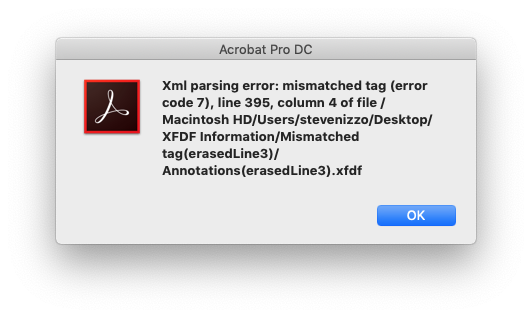 Acrobat Pro DC
Xml parsing error: mismatched tag (error
code 7), line 395, column 4 of file /
Macintosh HD/Users/stevenizzo/Desktop/
XFDF Information/Mismatched
tag(erasedLine3)/
Annotations(erasedLine3).xfdf
OK